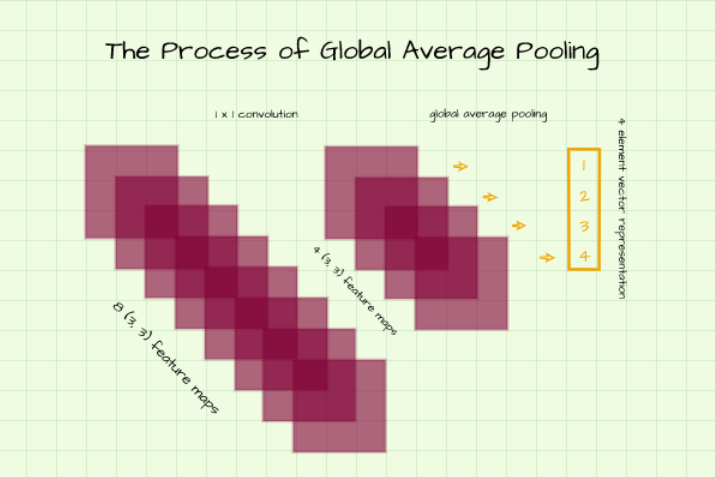 The Process of Global Average Pooling
1 x 1 convolution
global average pooling
8 (3, 3) feature maps
4 (3, 3) feature maps
1
2
3
4
4 element vector representation